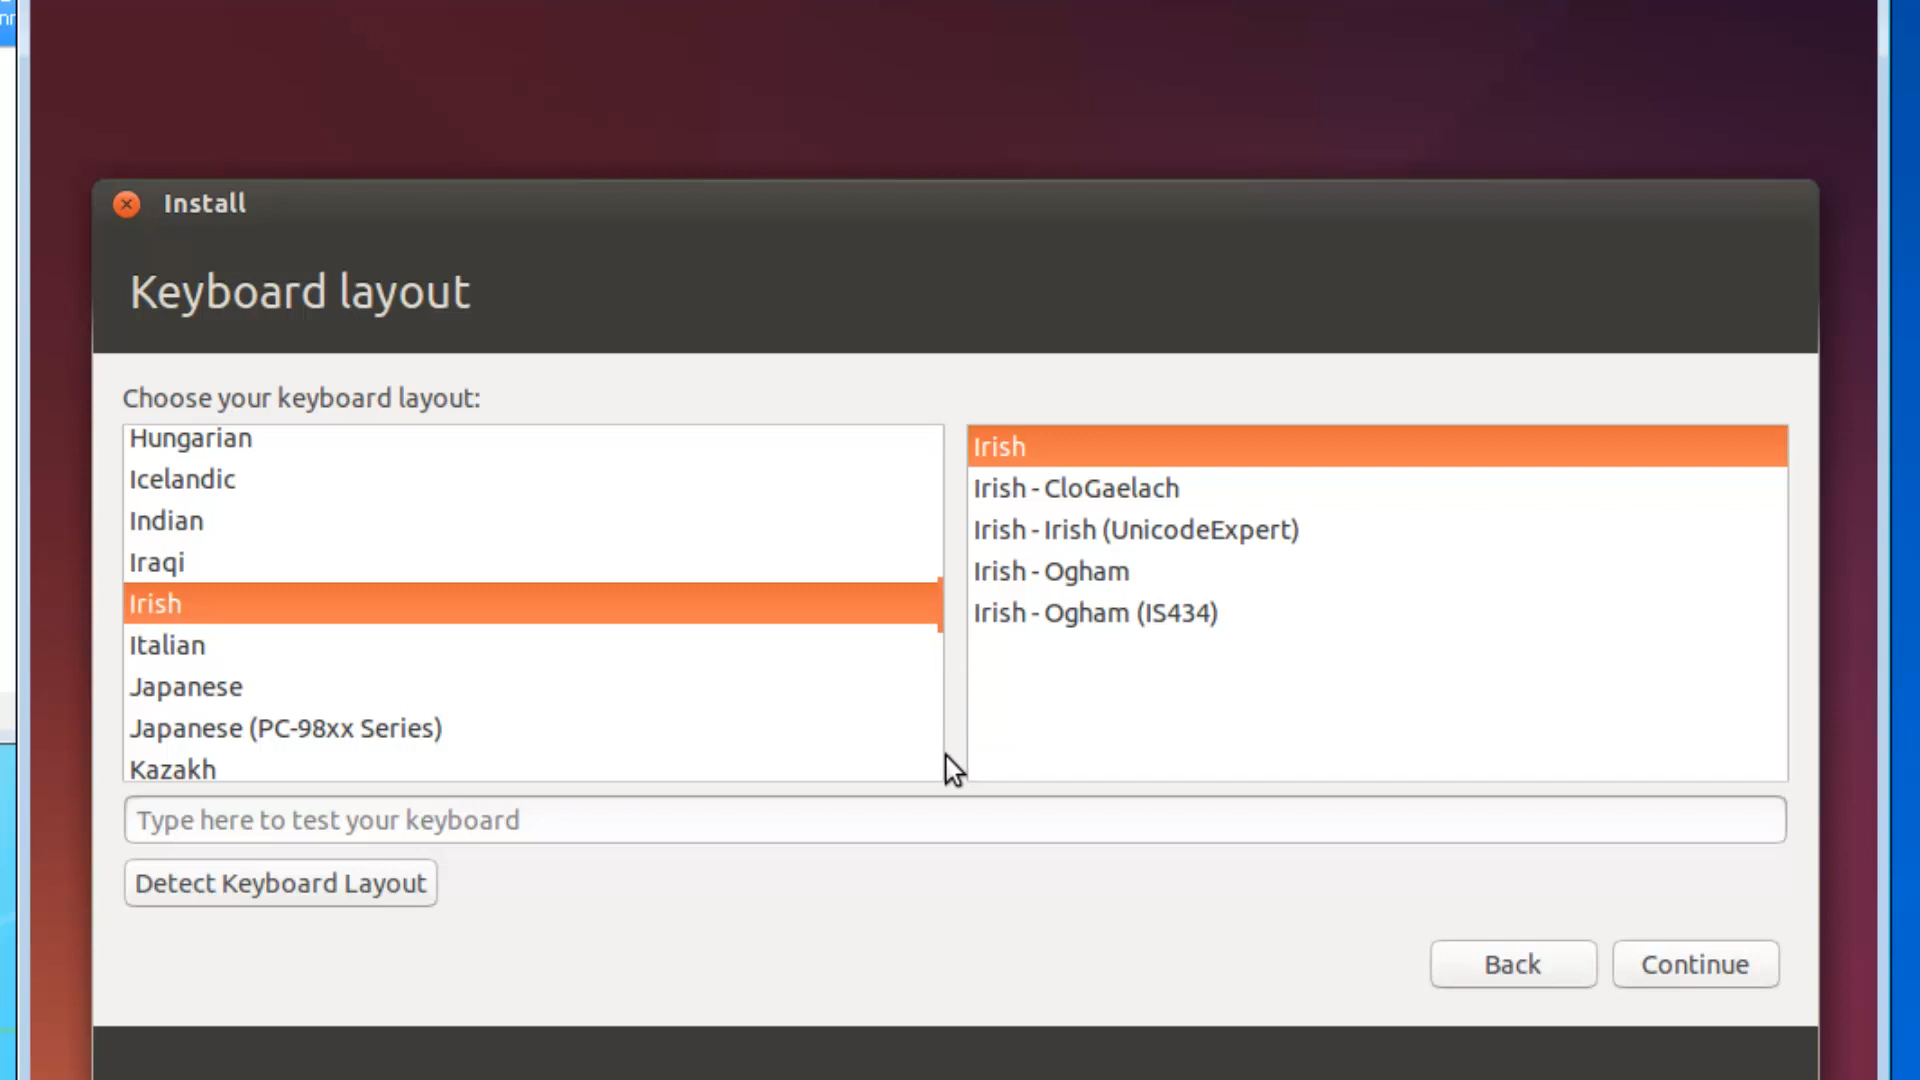 Install
Keyboard layout
Choose your keyboard layout:
Hungarian
Icelandic
Indian
Iraqi
Irish
Italian
Japanese
Japanese (PC-98xx Series)
Kazakh
Irish
Irish - CloGaelach
Irish - Irish (UnicodeExpert)
Irish - Ogham
Irish - Ogham (IS434)
Type here to test your keyboard
Detect Keyboard Layout
Back
Continue